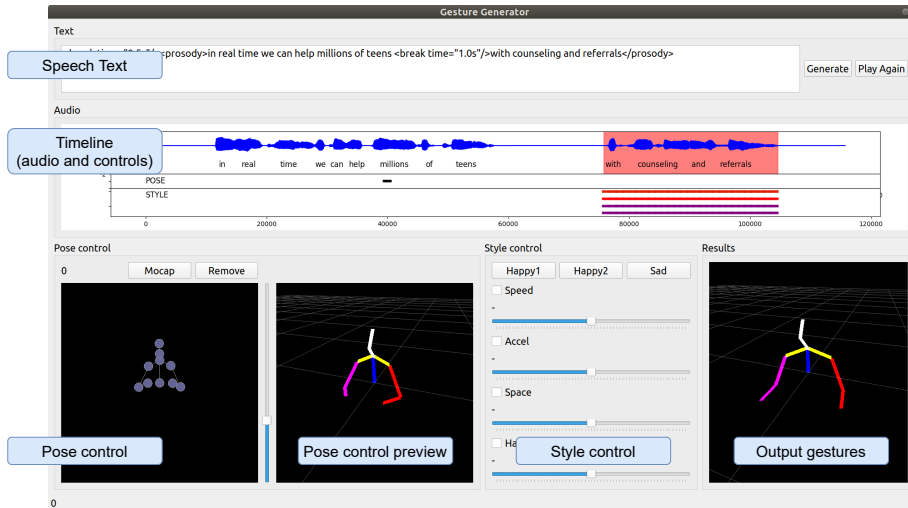 Gesture Generator
Text
<prosody>in real time we can help millions of teens <break time="1.0s"/>with counseling and referrals</prosody>
Speech Text
Generate Play Again
Audio
Timeline
(audio and controls)
in real time we can help millions of teens with counseling and referrals
2
POSE
STYLE
0 20000 40000 60000 80000 100000 120000
Pose control Style control Results
0 Mocap Remove Happy1 Happy2 Sad
Speed
-
Accel
-
Space
-
Ha
-
Pose control Pose control preview Style control Output gestures
0